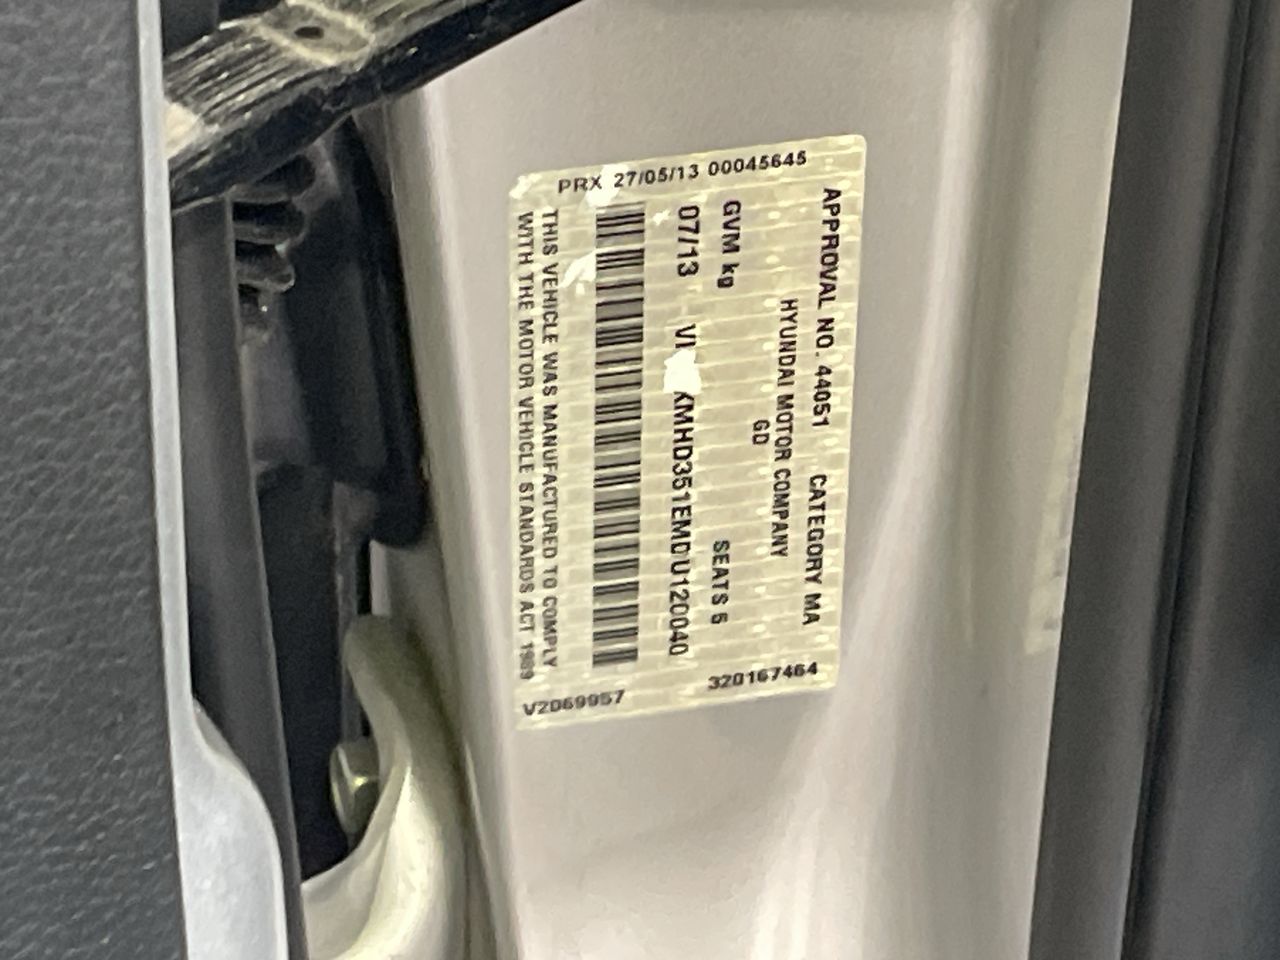 PRX 27/05/13 00045645
APPROVAL NO. 44051 CATEGORY MA
HYUNDAI MOTOR COMPANY
GD
GVM kg SEATS 5
07/13 KMHD351EMDU120040
THIS VEHICLE WAS MANUFACTURED TO COMPLY
WITH THE MOTOR VEHICLE STANDARDS ACT 1989
V2069957
320167464